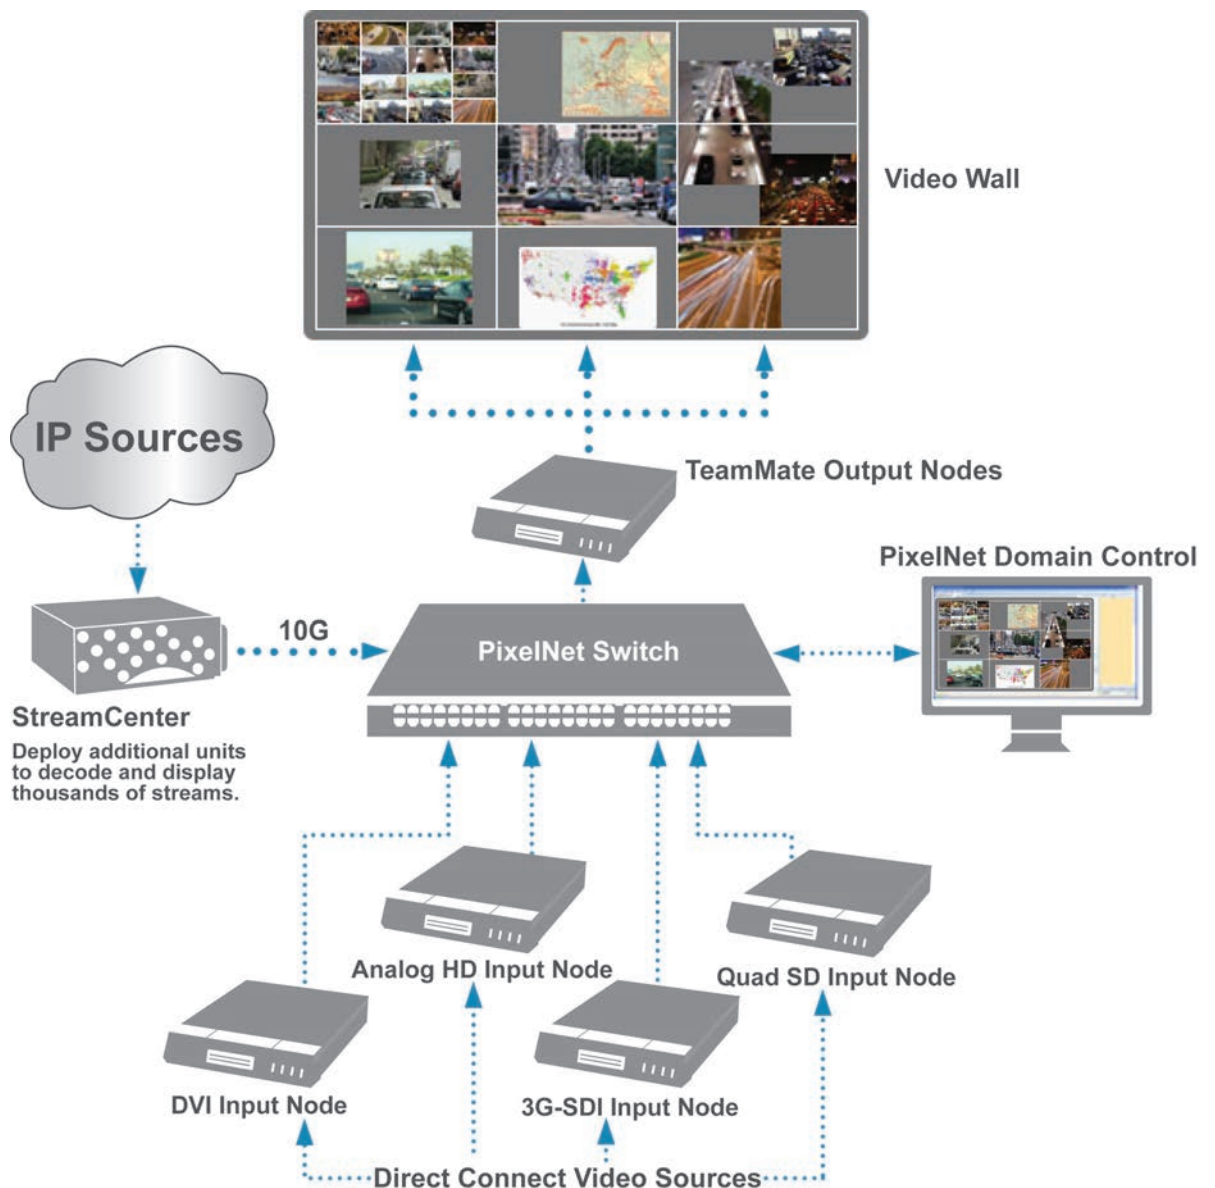 Video Wall
IP Sources
TeamMate Output Nodes
PixelNet Domain Control
10G
PixelNet Switch
StreamCenter
Deploy additional units
to decode and display
thousands of streams.
Analog HD Input Node
Quad SD Input Node
DVI Input Node
3G-SDI Input Node
Direct Connect Video Sources